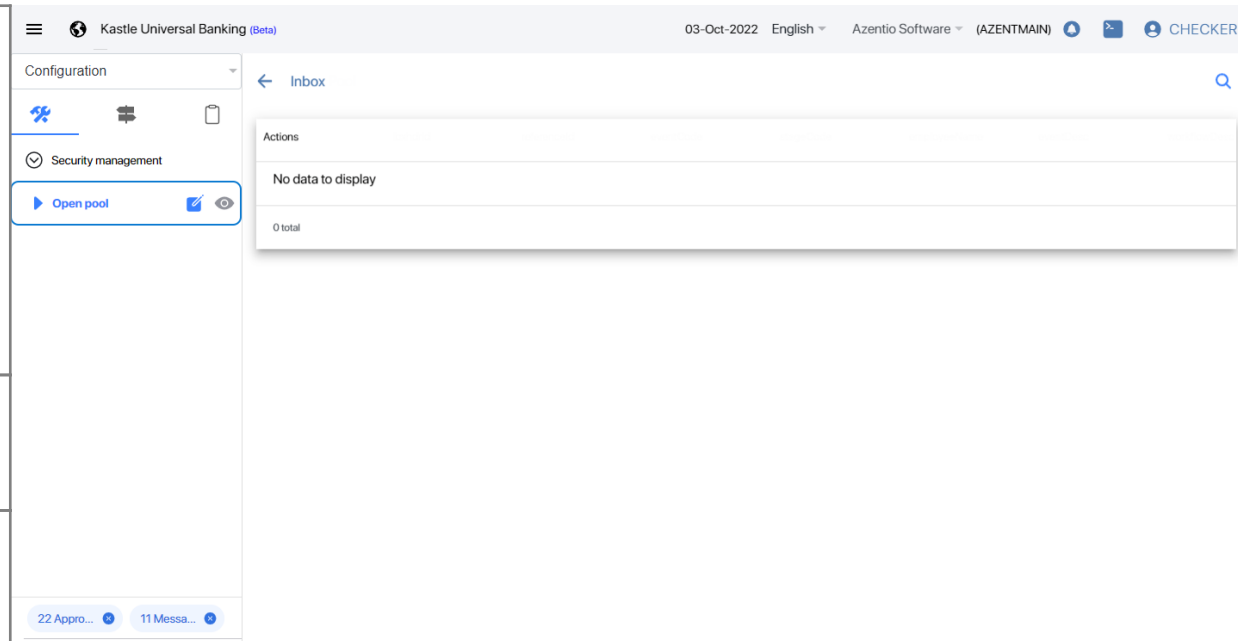 Kastle Universal Banking (Beta)
03-Oct-2022 English Azentio Software (AZENTMAIN) CHECKER
Configuration
Inbox
Security management
Open pool
Actions
No data to display
0 total
22 Appro... 11 Messa...